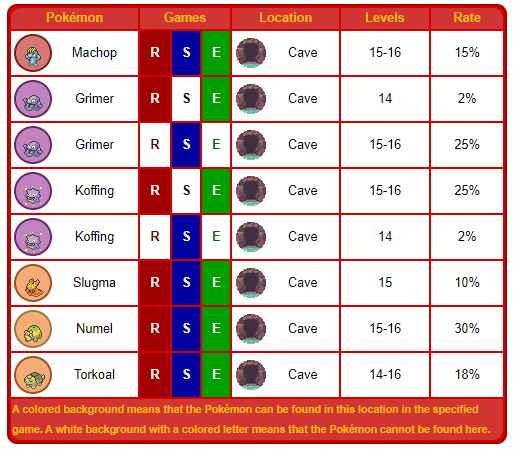 Pokémon Games Location Levels Rate
Machop R S E Cave 15-16 15%
Grimer R S E Cave 14 2%
Grimer R S E Cave 15-16 25%
Koffing R S E Cave 15-16 25%
Koffing R S E Cave 14 2%
Slugma R S E Cave 15 10%
Numel R S E Cave 15-16 30%
Torkoal R S E Cave 14-16 18%
A colored background means that the Pokémon can be found in this location in the specified
game. A white background with a colored letter means that the Pokémon cannot be found here.